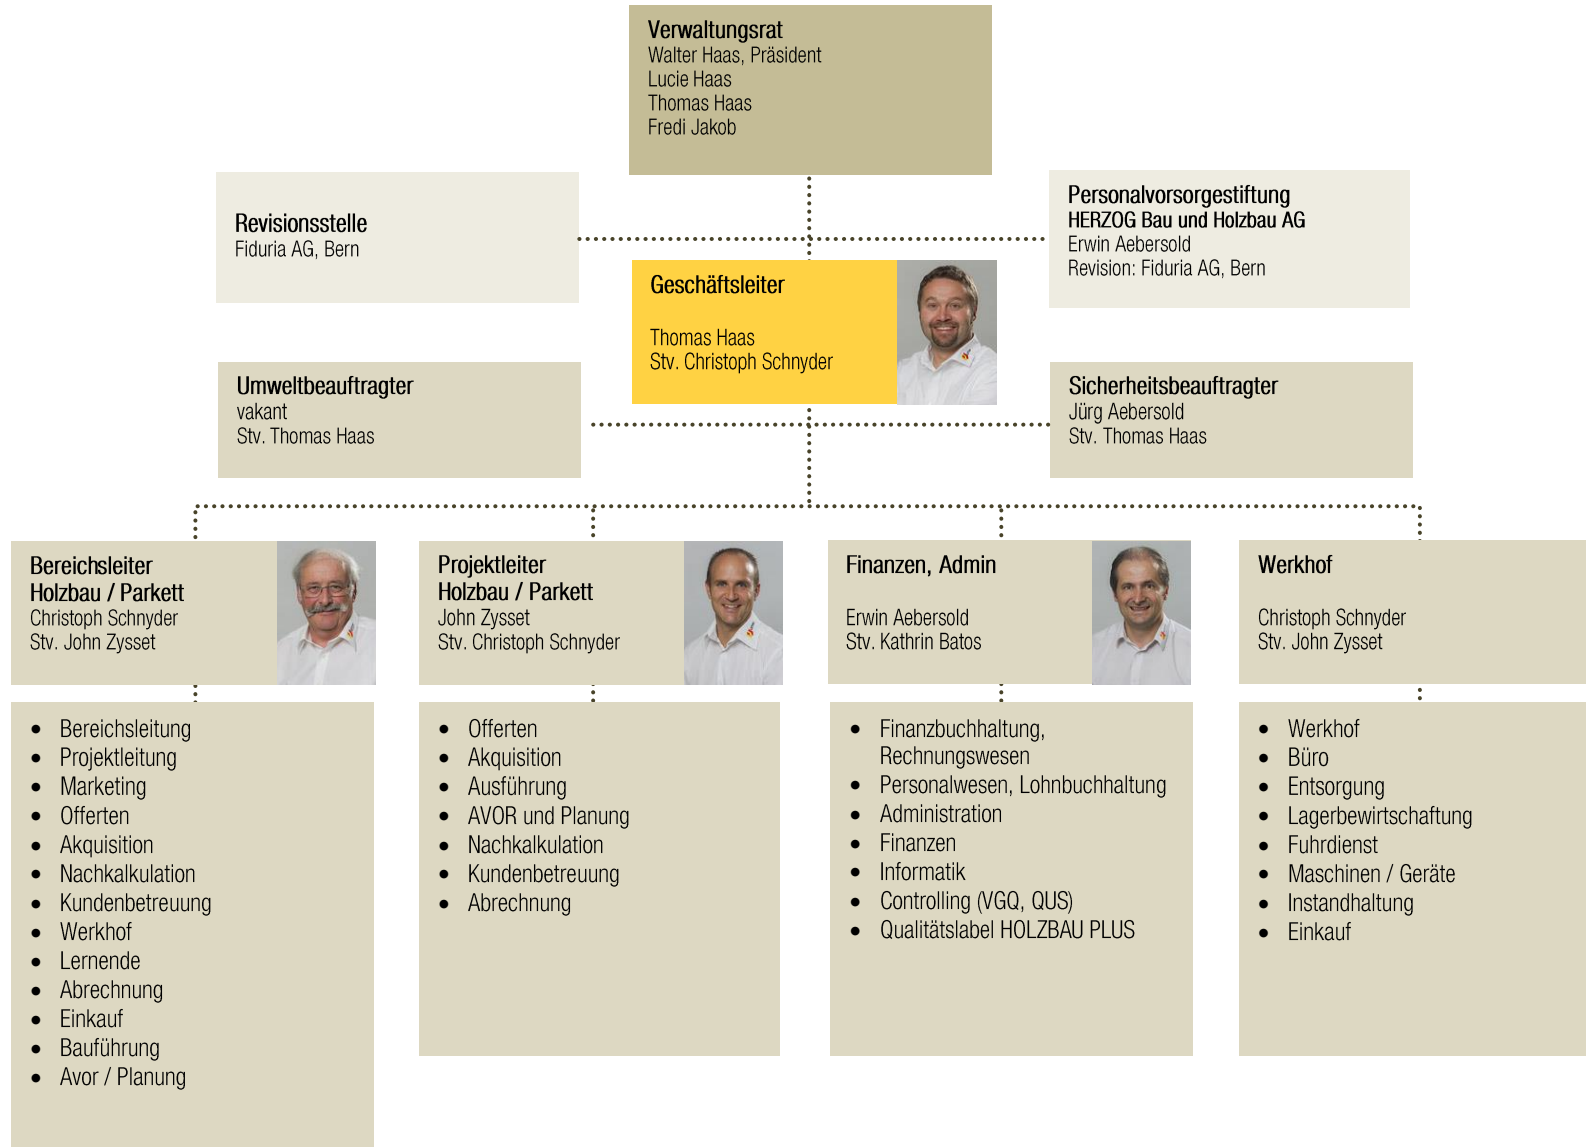 Verwaltungsrat
Walter Haas, Präsident
Lucie Haas
Thomas Haas
Fredi Jakob
Revisionsstelle
Fiduria AG, Bern
Personalvorsorgestiftung
HERZOG Bau und Holzbau AG
Erwin Aebersold
Revision: Fiduria AG, Bern
Geschäftsleiter
Thomas Haas
Stv. Christoph Schnyder
Umweltbeauftragter
vakant
Stv. Thomas Haas
Sicherheitsbeauftragter
Jürg Aebersold
Stv. Thomas Haas
Bereichsleiter
Holzbau / Parkett
Christoph Schnyder
Stv. John Zysset
Projektleiter
Holzbau / Parkett
John Zysset
Stv. Christoph Schnyder
Finanzen, Admin
Erwin Aebersold
Stv. Kathrin Batos
Werkhof
Christoph Schnyder
Stv. John Zysset
• Bereichsleitung
• Projektleitung
• Marketing
• Offerten
• Akquisition
• Nachkalkulation
• Kundenbetreuung
• Werkhof
• Lernende
• Abrechnung
• Einkauf
• Bauführung
• Avor / Planung
• Offerten
• Akquisition
• Ausführung
• AVOR und Planung
• Nachkalkulation
• Kundenbetreuung
• Abrechnung
• Finanzbuchhaltung,
Rechnungswesen
• Personalwesen, Lohnbuchhaltung
• Administration
• Finanzen
• Informatik
• Controlling (VGQ, QUS)
• Qualitätslabel HOLZBAU PLUS
• Werkhof
• Büro
• Entsorgung
• Lagerbewirtschaftung
• Fuhrdienst
• Maschinen / Geräte
• Instandhaltung
• Einkauf